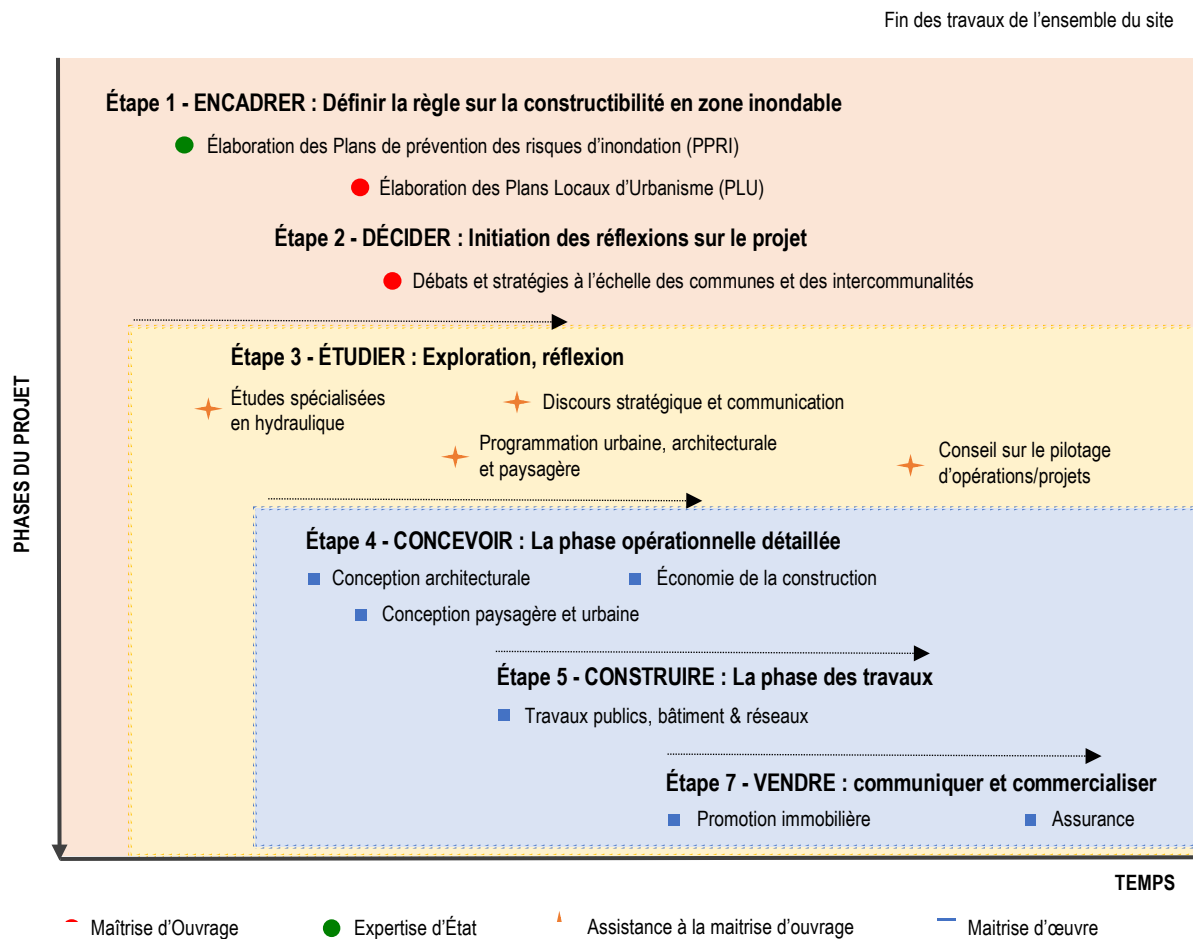 Fin des travaux de l’ensemble du site
Étape 1 - ENCADRER : Définir la règle sur la constructibilité en zone inondable
Élaboration des Plans de prévention des risques d’inondation (PPRI)
Élaboration des Plans Locaux d’Urbanisme (PLU)
Étape 2 - DÉCIDER : Initiation des réflexions sur le projet
Débats et stratégies à l’échelle des communes et des intercommunalités
PHASES DU PROJET
Étape 3 - ÉTUDIER : Exploration, réflexion
Études spécialisées
en hydraulique
Discours stratégique et communication
Programmation urbaine, architecturale
et paysagère
Conseil sur le pilotage
d’opérations/projets
Étape 4 - CONCEVOIR : La phase opérationnelle détaillée
Conception architecturale
Économie de la construction
Conception paysagère et urbaine
Étape 5 - CONSTRUIRE : La phase des travaux
Travaux publics, bâtiment & réseaux
Étape 7 - VENDRE : communiquer et commercialiser
Promotion immobilière
Assurance
TEMPS
Maîtrise d’Ouvrage
Expertise d’État
Assistance à la maitrise d’ouvrage
Maitrise d’œuvre